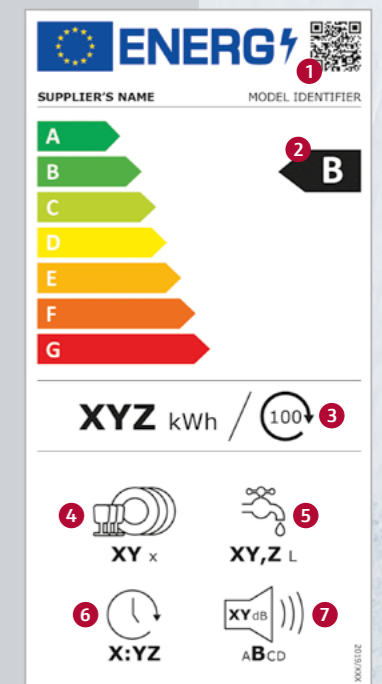 ENERG
1
SUPPLIER'S NAME MODEL IDENTIFIER
A
B 2 B
C
D
E
F
G
XYZ kWh / 100 3
4 5
XY x XY,Z L
6 XY dB 7
X:YZ ABCD
2019/XXX